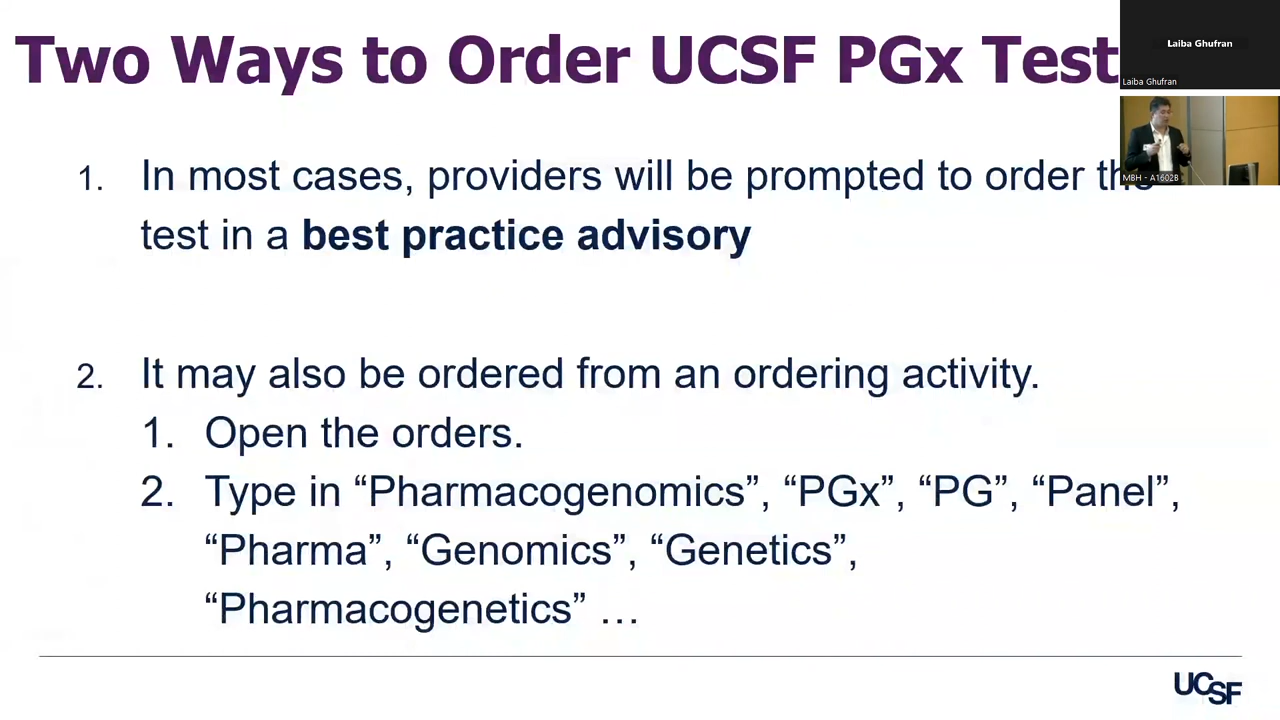 Two Ways to Order UCSF PGx Test
Laiba Ghufran
Laiba Ghufran
MBH - A1602B
1. In most cases, providers will be prompted to order the
test in a best practice advisory
2. It may also be ordered from an ordering activity.
1. Open the orders.
2. Type in “Pharmacogenomics”, “PGx”, “PG”, “Panel”,
“Pharma”, “Genomics”, “Genetics”,
“Pharmacogenetics” …
UCSF